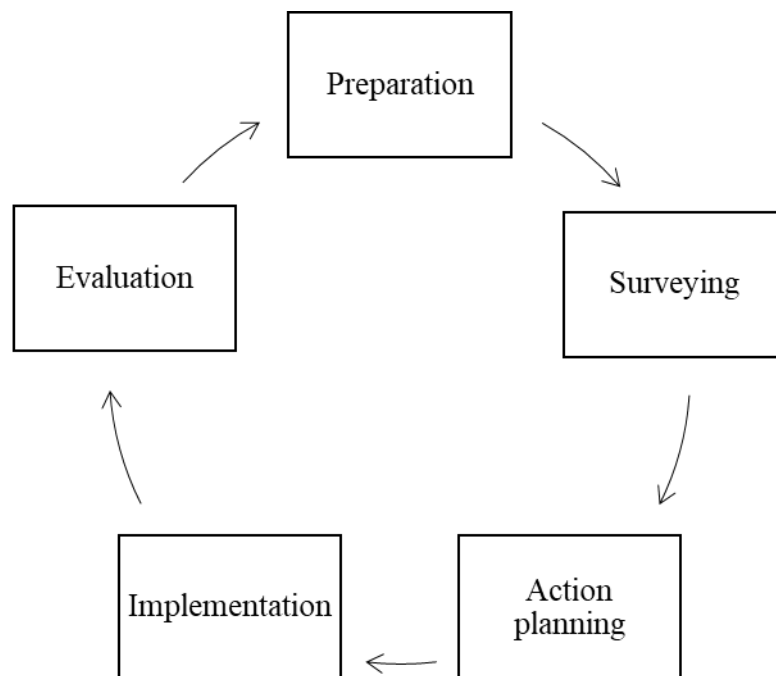 Preparation
Surveying
Action
planning
Implementation
Evaluation